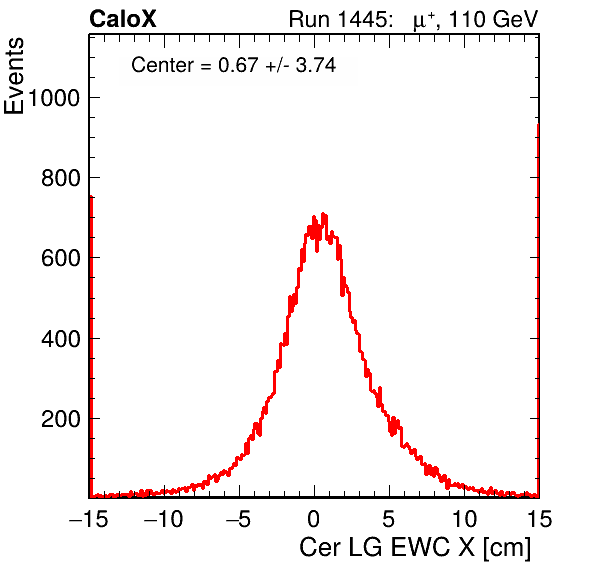 CaloX Run 1445: μ⁺, 110 GeV
Center = 0.67 +/- 3.74
Events
1000
800
600
400
200
−15 −10 −5 0 5 10 15
Cer LG EWC X [cm]